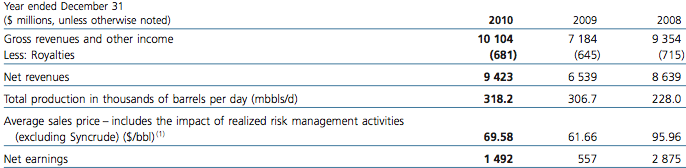 Year ended December 31
($ millions, unless otherwise noted) 2010 2009 2008
Gross revenues and other income 10 104 7 184 9 354
Less: Royalties (681) (645) (715)
Net revenues 9 423 6 539 8 639
Total production in thousands of barrels per day (mbbls/d) 318.2 306.7 228.0
Average sales price – includes the impact of realized risk management activities
(excluding Syncrude) ($/bbl)(1) 69.58 61.66 95.96
Net earnings 1 492 557 2 875